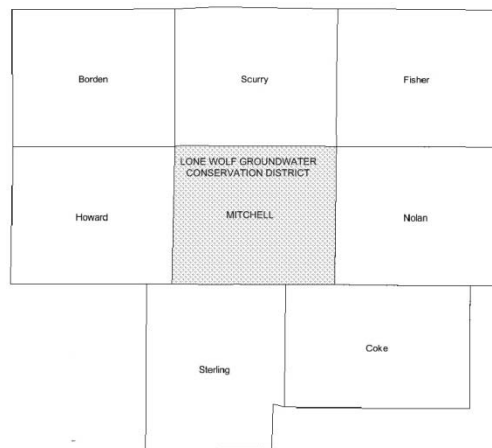 Borden
Scurry
Fisher
LONE WOLF GROUNDWATER
CONSERVATION DISTRICT
Howard
MITCHELL
Nolan
Coke
Sterling